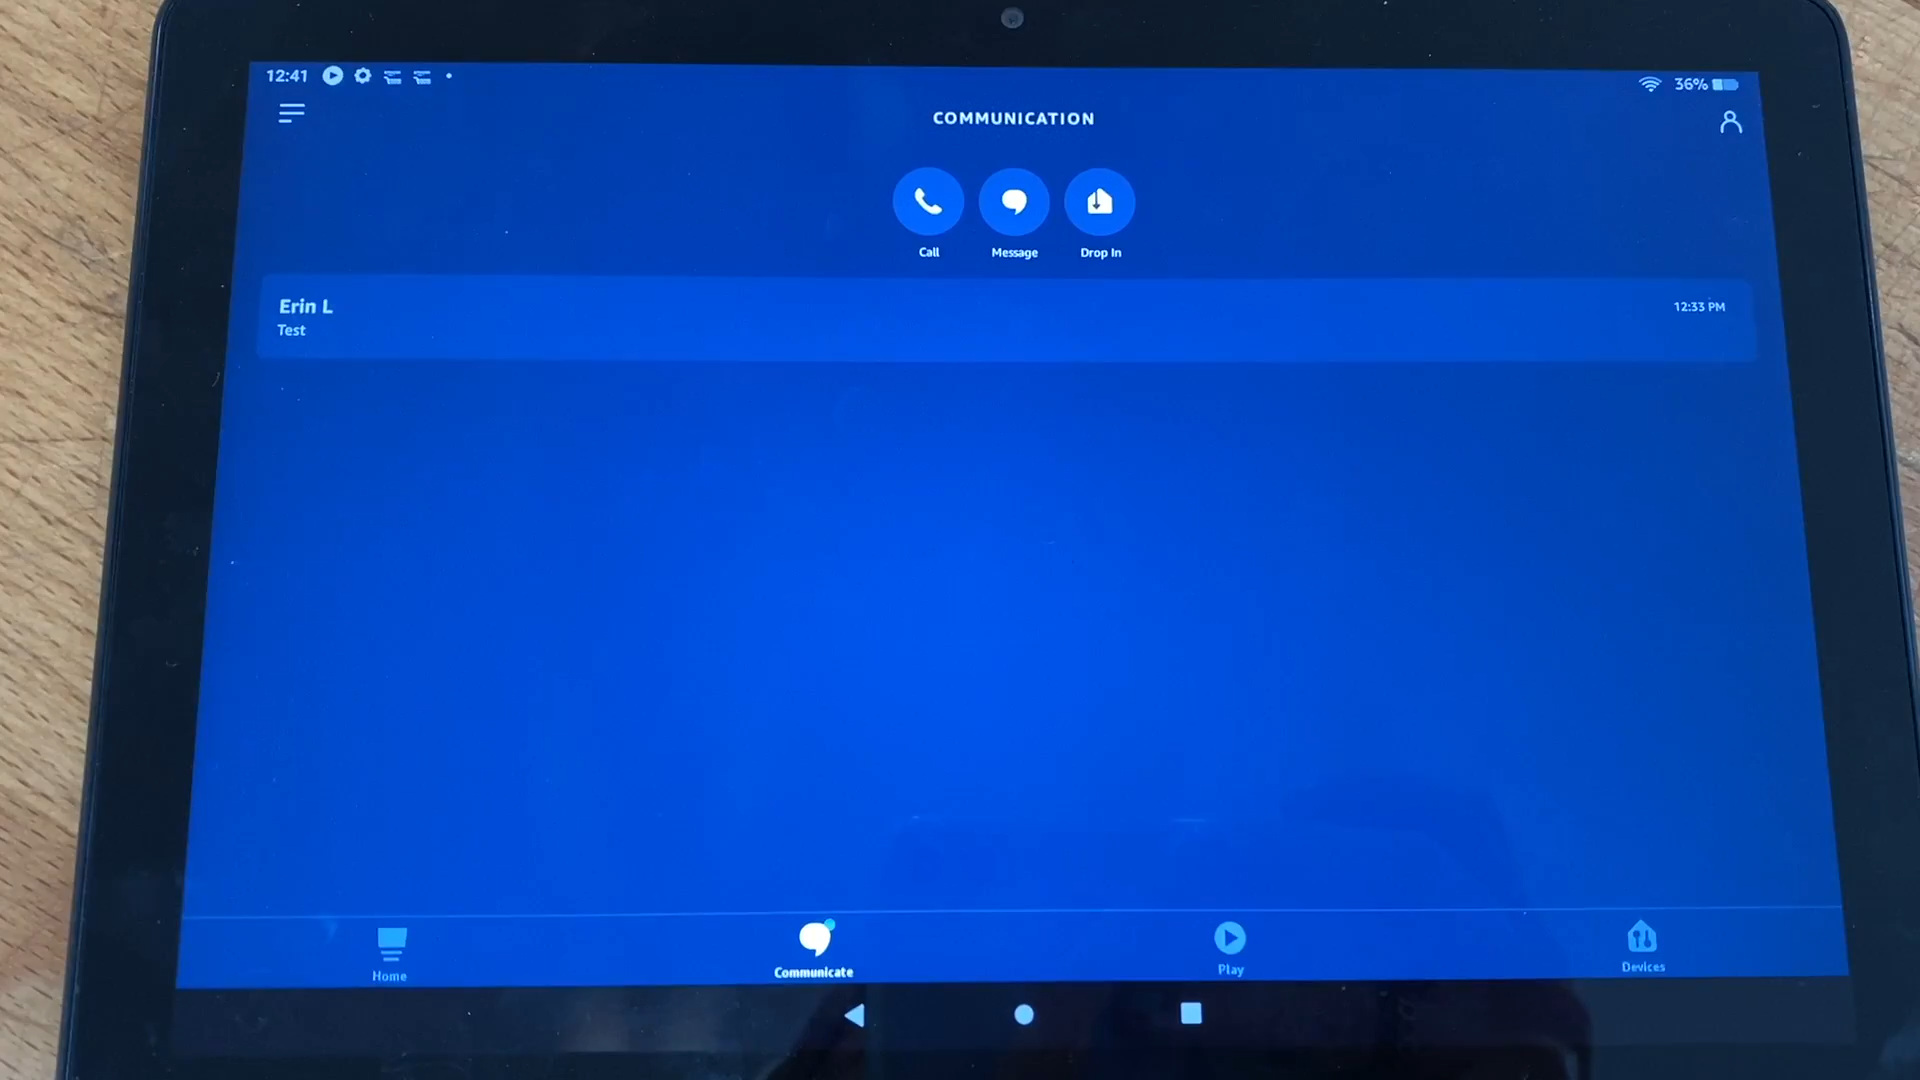 12:41
36%
COMMUNICATION
Call
Message
Drop In
Erin L
12:33 PM
Test
Home
Communicate
Play
Devices